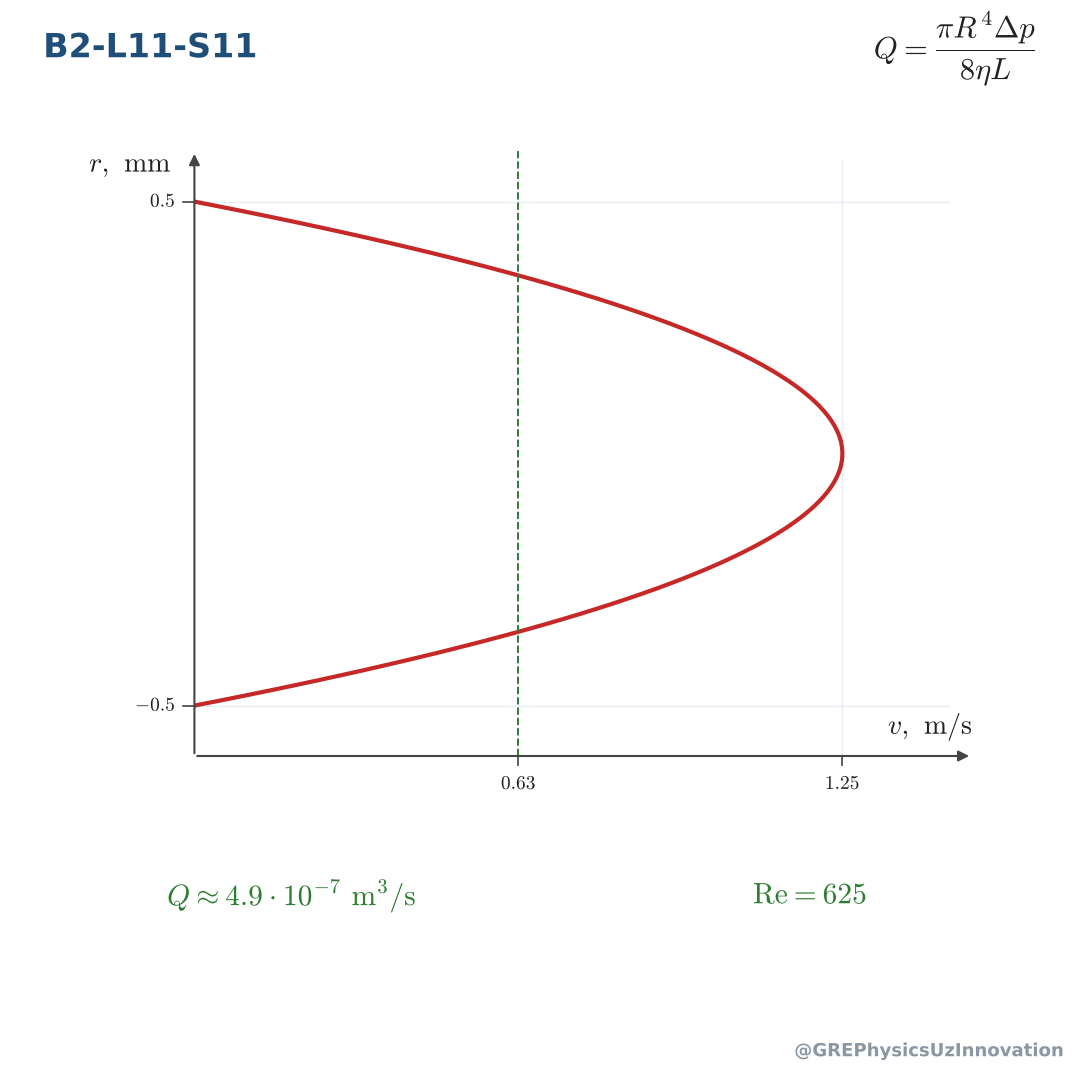 B2-L11-S11
Q = πR⁴Δp / 8ηL
r, mm
0.5
−0.5
v, m/s
0.63
1.25
Q ≈ 4.9 · 10⁻⁷ m³/s
Re = 625
@GREPhysicsUzInnovation